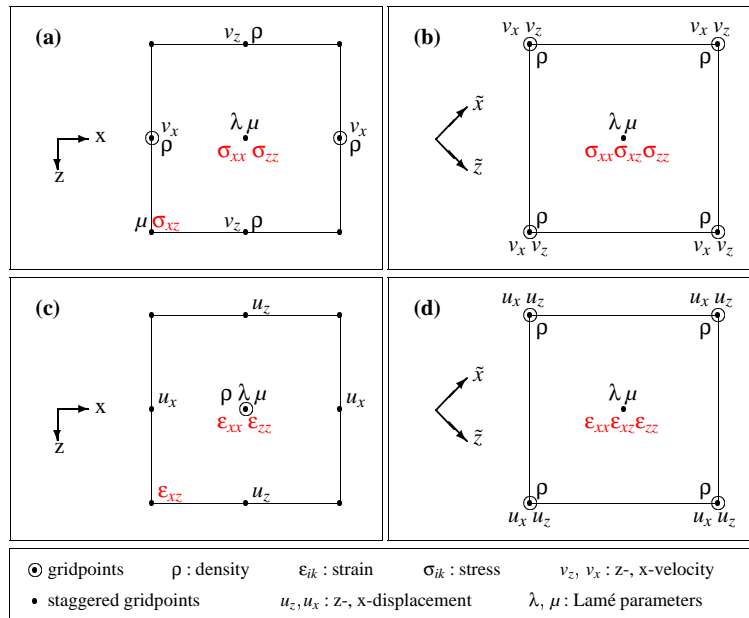 (a)
v_z ρ
v_x
ρ
λ μ
σ_xx σ_zz
v_x
ρ
x
z
μ σ_xz
v_z ρ
(b)
v_x v_z
v_x v_z
ρ
ρ
x̃
z̃
λ μ
σ_xx σ_xz σ_zz
ρ
ρ
v_x v_z
v_x v_z
(c)
u_z
u_x
ρ λ μ
ε_xx ε_zz
u_x
x
z
ε_xz
u_z
(d)
u_x u_z
u_x u_z
ρ
ρ
x̃
z̃
λ μ
ε_xx ε_xz ε_zz
ρ
ρ
u_x u_z
u_x u_z
gridpoints ρ : density ε_ik : strain σ_ik : stress v_z, v_x : z-, x-velocity
staggered gridpoints u_z, u_x : z-, x-displacement λ, μ : Lamé parameters